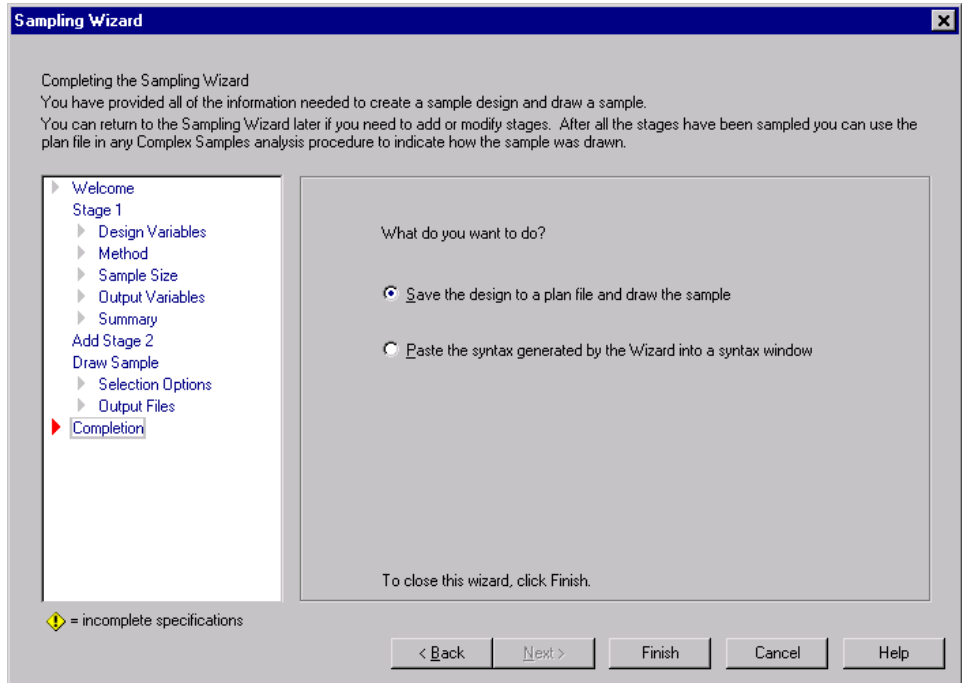 Sampling Wizard
Completing the Sampling Wizard
You have provided all of the information needed to create a sample design and draw a sample.
You can return to the Sampling Wizard later if you need to add or modify stages. After all the stages have been sampled you can use the
plan file in any Complex Samples analysis procedure to indicate how the sample was drawn.
Welcome
Stage 1
Design Variables
Method
Sample Size
Output Variables
Summary
Add Stage 2
Draw Sample
Selection Options
Output Files
Completion
What do you want to do?
Save the design to a plan file and draw the sample
Paste the syntax generated by the Wizard into a syntax window
To close this wizard, click Finish.
! = incomplete specifications
< Back
Next >
Finish
Cancel
Help